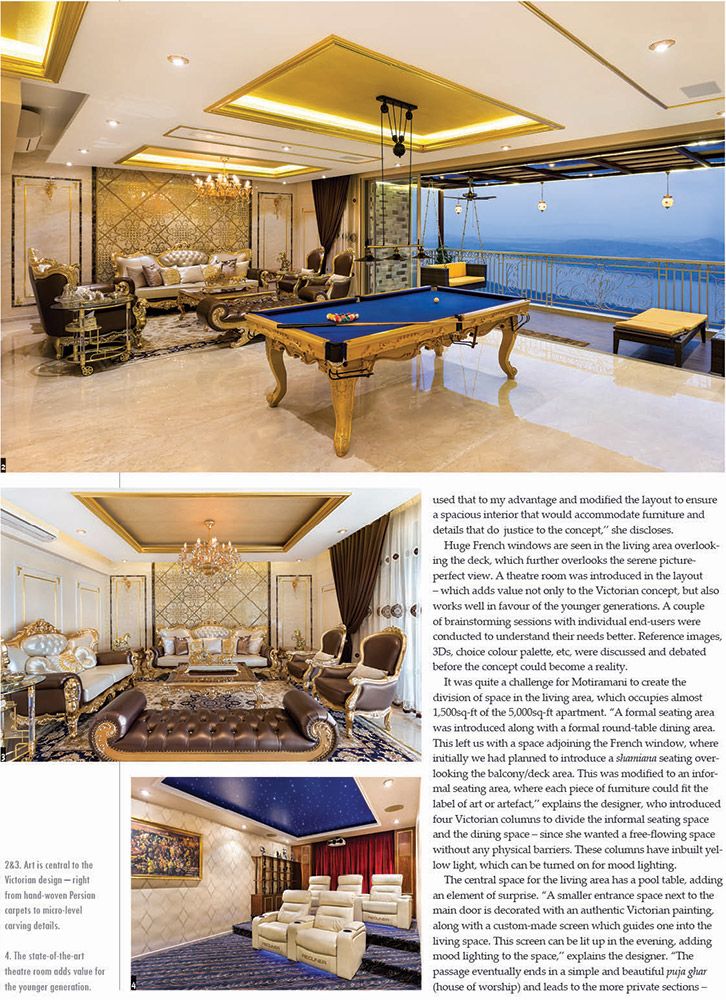 2
3
4
RECLINER
RECLINER
2&3. Art is central to the
Victorian design – right
from hand-woven Persian
carpets to micro-level
carving details.
4. The state-of-the-art
theatre room adds value for
the younger generation.
used that to my advantage and modified the layout to ensure
a spacious interior that would accommodate furniture and
details that do justice to the concept,” she discloses.
Huge French windows are seen in the living area overlook-
ing the deck, which further overlooks the serene picture-
perfect view. A theatre room was introduced in the layout
– which adds value not only to the Victorian concept, but also
works well in favour of the younger generations. A couple
of brainstorming sessions with individual end-users were
conducted to understand their needs better. Reference images,
3Ds, choice colour palette, etc, were discussed and debated
before the concept could become a reality.
It was quite a challenge for Motiramani to create the
division of space in the living area, which occupies almost
1,500sq-ft of the 5,000sq-ft apartment. “A formal seating area
was introduced along with a formal round-table dining area.
This left us with a space adjoining the French window, where
initially we had planned to introduce a shamiana seating over-
looking the balcony/deck area. This was modified to an infor-
mal seating area, where each piece of furniture could fit the
label of art or artefact,” explains the designer, who introduced
four Victorian columns to divide the informal seating space
and the dining space – since she wanted a free-flowing space
without any physical barriers. These columns have inbuilt yel-
low light, which can be turned on for mood lighting.
The central space for the living area has a pool table, adding
an element of surprise. “A smaller entrance space next to the
main door is decorated with an authentic Victorian painting,
along with a custom-made screen which guides one into the
living space. This screen can be lit up in the evening, adding
mood lighting to the space,” explains the designer. “The
passage eventually ends in a simple and beautiful puja ghar
(house of worship) and leads to the more private sections –